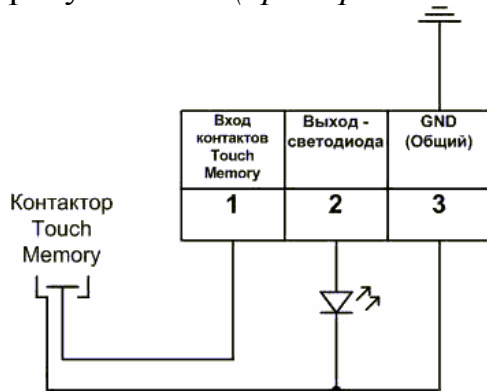 Вход
контактов
Touch
Memory
Выход -
светодиода
GND
(Общий)
1
2
3
Контактор
Touch
Memory